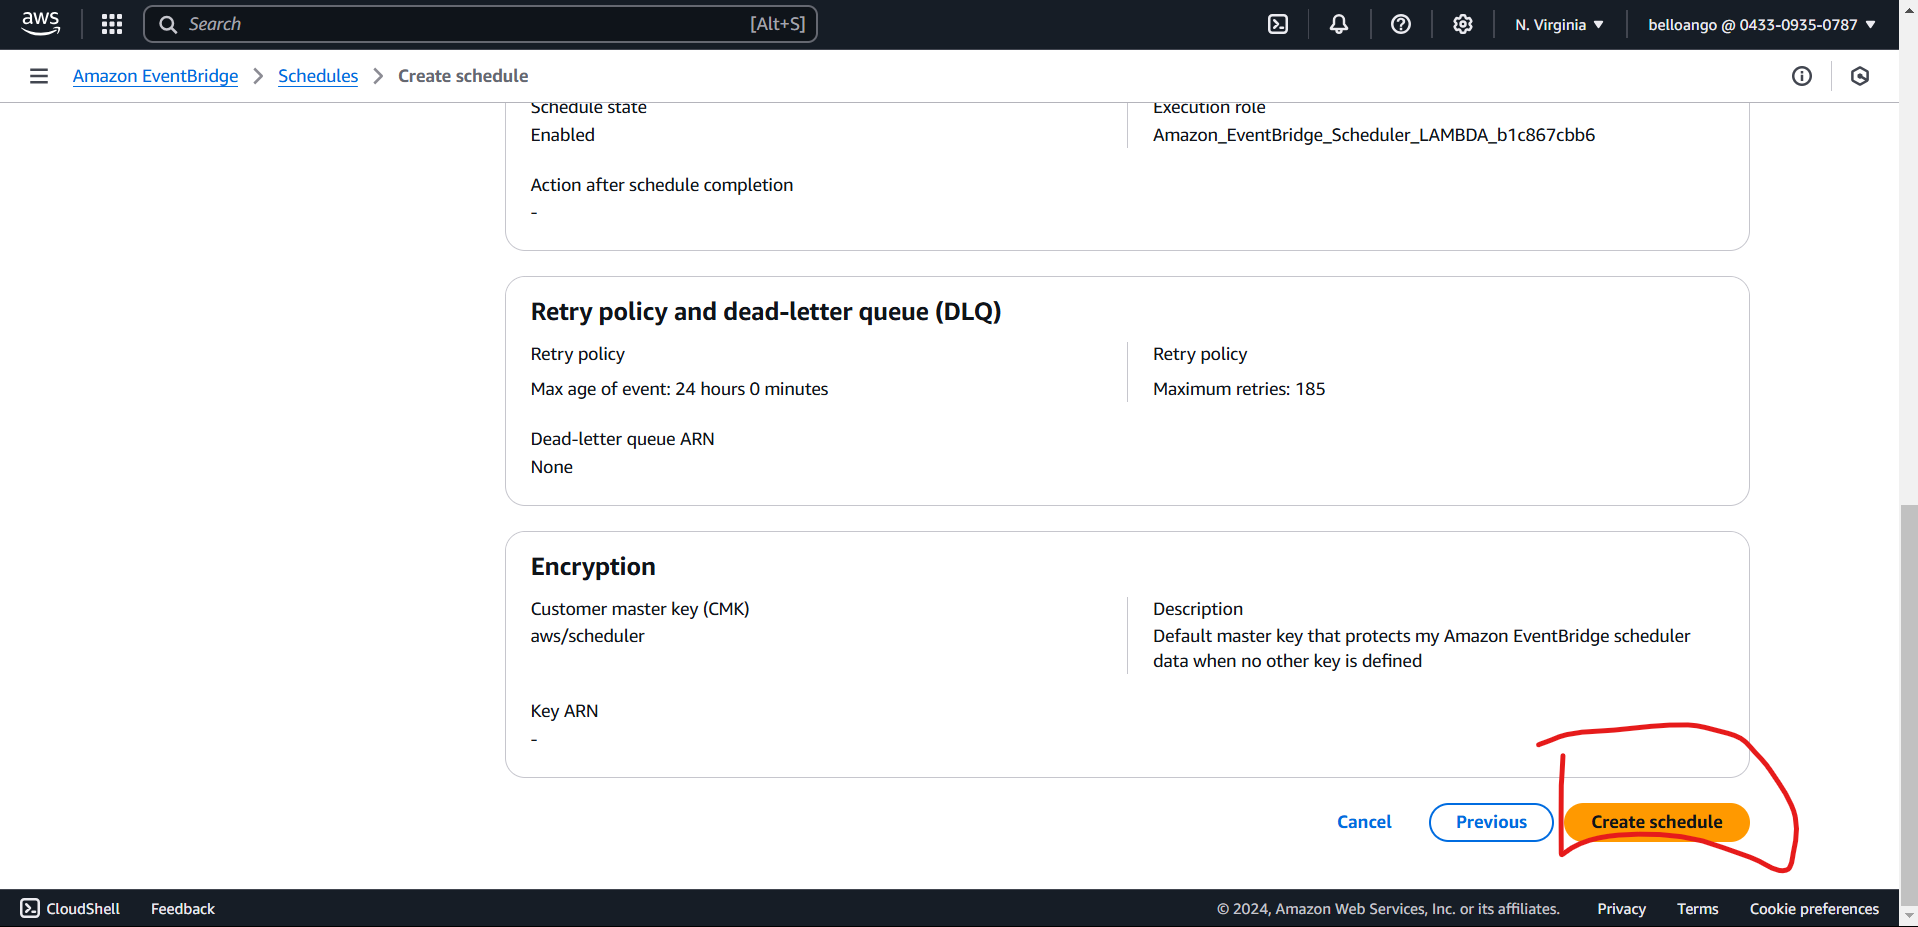 aws
Search [Alt+S]
N. Virginia
belloango @ 0433-0935-0787
Amazon EventBridge
Schedules
Create schedule
Schedule state
Enabled
Execution role
Amazon_EventBridge_Scheduler_LAMBDA_b1c867cbb6
Action after schedule completion
-
Retry policy and dead-letter queue (DLQ)
Retry policy
Max age of event: 24 hours 0 minutes
Retry policy
Maximum retries: 185
Dead-letter queue ARN
None
Encryption
Customer master key (CMK)
aws/scheduler
Description
Default master key that protects my Amazon EventBridge scheduler
data when no other key is defined
Key ARN
-
Cancel
Previous
Create schedule
CloudShell
Feedback
© 2024, Amazon Web Services, Inc. or its affiliates.
Privacy
Terms
Cookie preferences